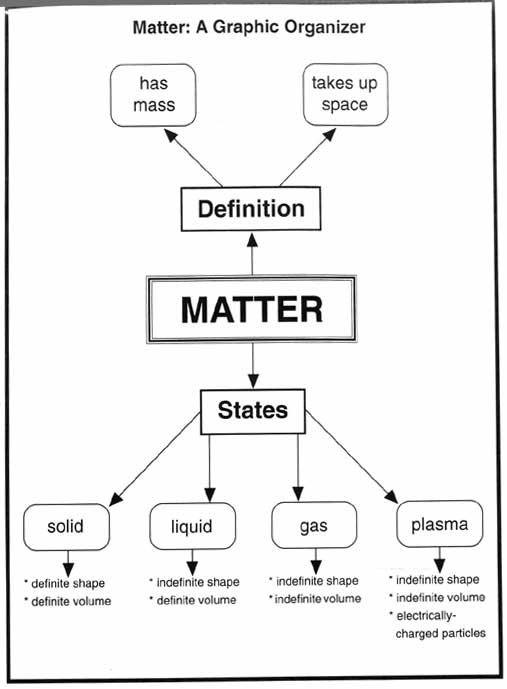 Matter: A Graphic Organizer
has
mass
takes up
space
Definition
MATTER
States
solid
liquid
gas
plasma
* definite shape
* definite volume
* indefinite shape
* definite volume
* indefinite shape
* indefinite volume
* indefinite shape
* indefinite volume
* electrically-
charged particles